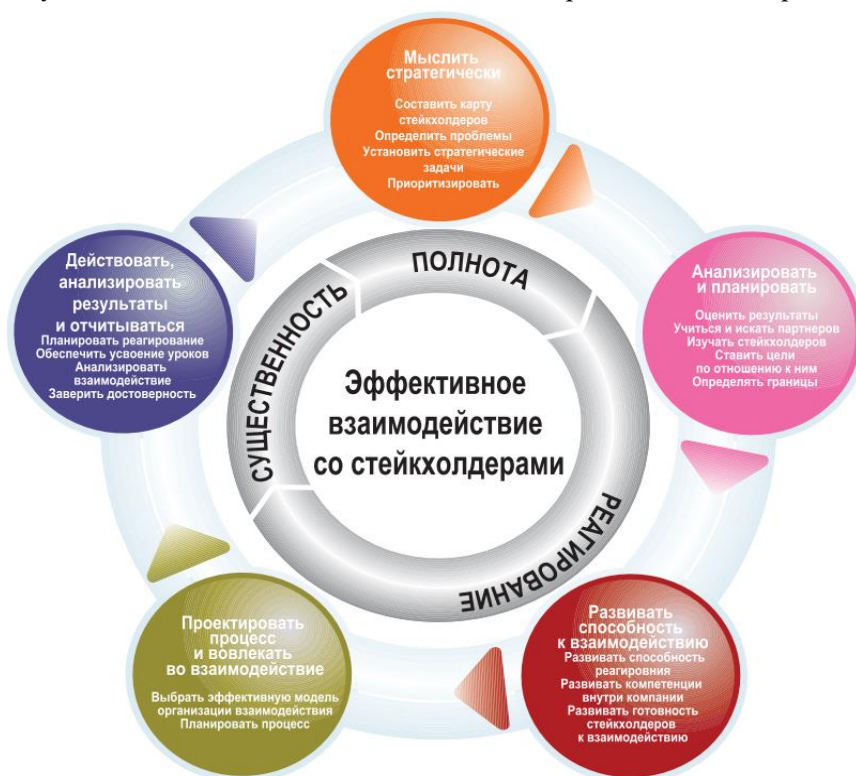 Мыслить
стратегически
Составить карту
стейкхолдеров
Определить проблемы
Установить стратегические
задачи
Приоритизировать
Анализировать
и планировать
Оценить результаты
Учиться и искать партнеров
Изучать стейкхолдеров
Ставить цели
по отношению к ним
Определять границы
Развивать
способность
к взаимодействию
Развивать способность
реагировния
Развивать компетенции
внутри компании
Развивать готовность
стейкхолдеров
к взаимодействию
Проектировать
процесс
и вовлекать
во взаимодействие
Выбрать эффективную модель
организации взаимодействия
Планировать процесс
Действовать,
анализировать
результаты
и отчитываться
Планировать реагирование
Обеспечить усвоение уроков
Анализировать
взаимодействие
Заверить достоверность
ПОЛНОТА
РЕАГИРОВАНИЕ
СУЩЕСТВЕННОСТЬ
Эффективное
взаимодействие
со стейкхолдерами